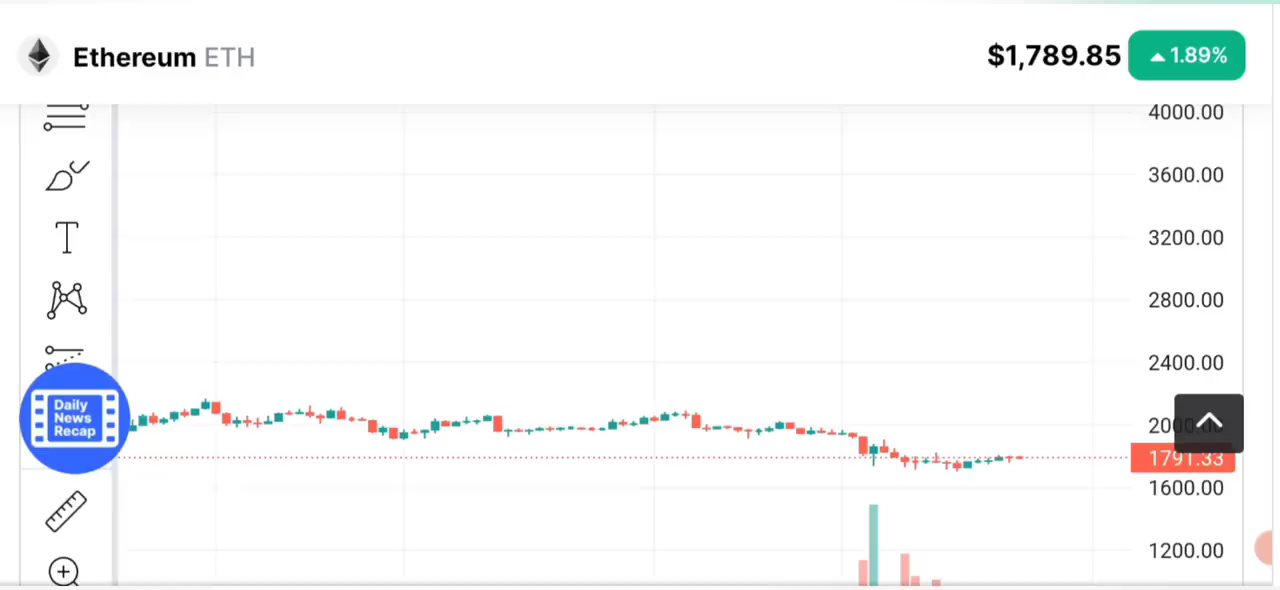 Ethereum ETH
$1,789.85 ▲1.89%
4000.00
3600.00
3200.00
2800.00
2400.00
Daily
News
Recap
1791.33
1600.00
1200.00